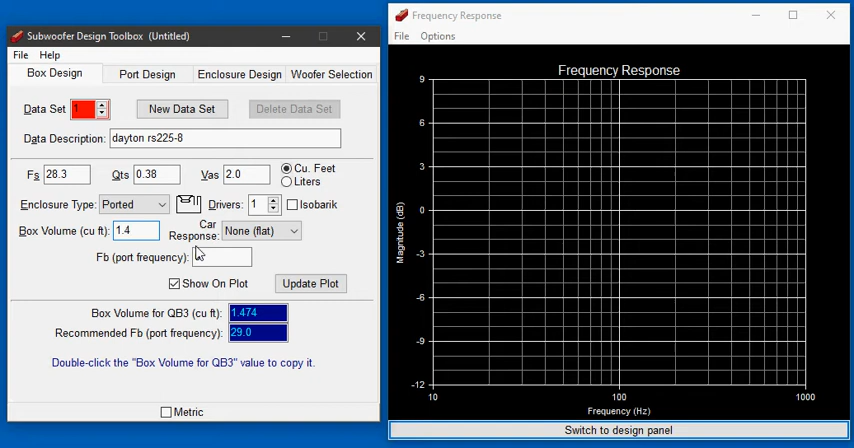 Subwoofer Design Toolbox (Untitled)
File Help
Box Design Port Design Enclosure Design Woofer Selection
Data Set 1 New Data Set Delete Data Set
Data Description: dayton rs225-8
Fs 28.3 Qts 0.38 Vas 2.0 Cu. Feet
Liters
Enclosure Type: Ported Drivers: 1 Isobarik
Box Volume (cu ft): 1.4 Car Response: None (flat)
Fb (port frequency):
Show On Plot Update Plot
Box Volume for QB3 (cu ft): 1.474
Recommended Fb (port frequency): 29.0
Double-click the "Box Volume for QB3" value to copy it.
Metric
Frequency Response
File Options
Frequency Response
9
6
3
0
-3
-6
-9
-12
Magnitude (dB)
10 100 1000
Frequency (Hz)
Switch to design panel